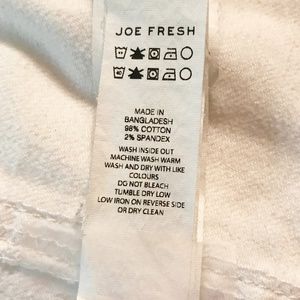 JOE FRESH
MADE IN
BANGLADESH
98% COTTON
2% SPANDEX
WASH INSIDE OUT
MACHINE WASH WARM
WASH AND DRY WITH LIKE
COLOURS
DO NOT BLEACH
TUMBLE DRY LOW
LOW IRON ON REVERSE SIDE
OR DRY CLEAN